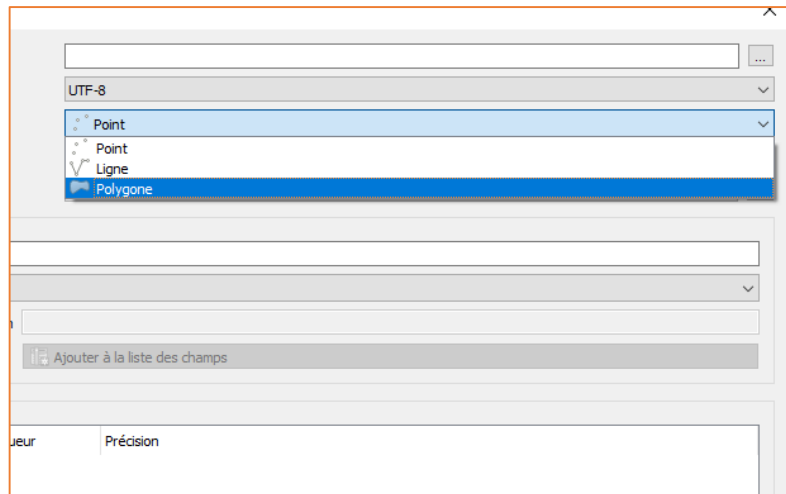 ...
UTF-8
Point
Point
Ligne
Polygone
Ajouter à la liste des champs
Précision